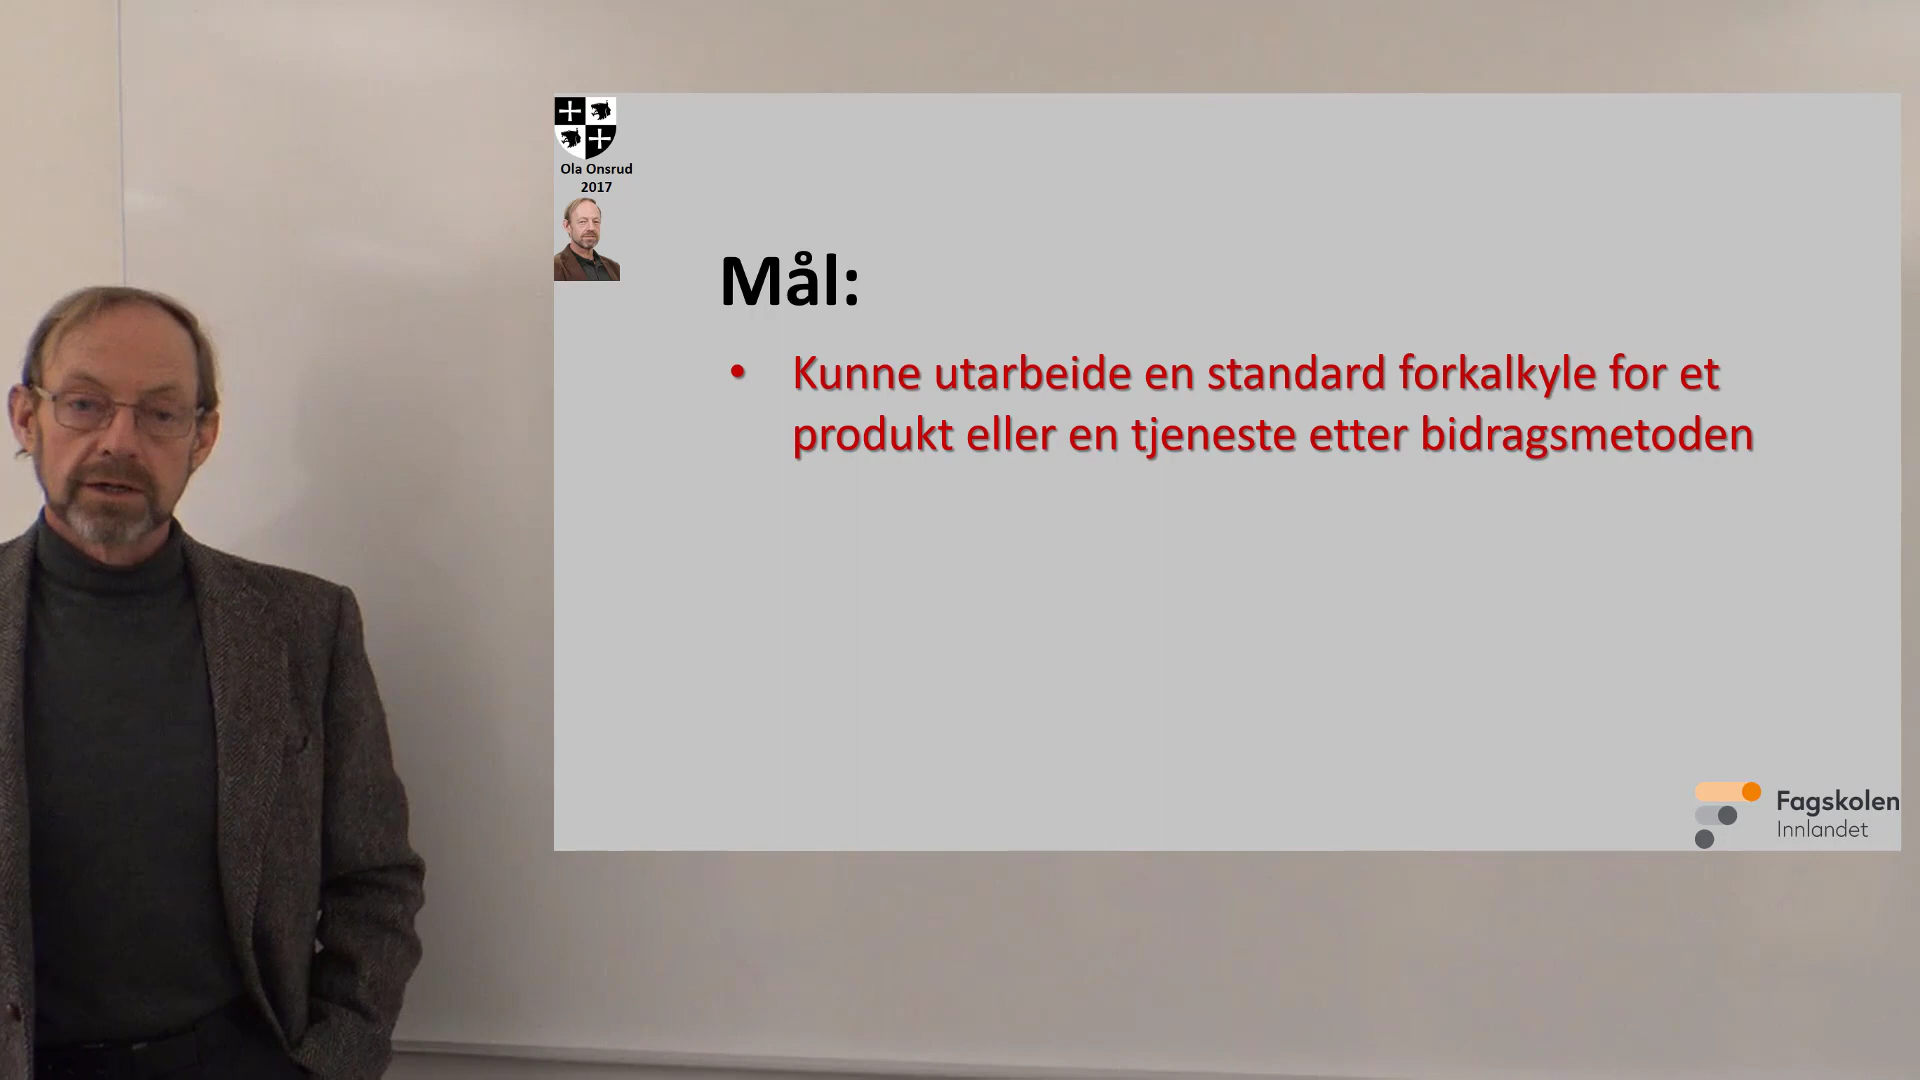 Ola Onsrud
2017
Mål:
• Kunne utarbeide en standard forkalkyle for et
produkt eller en tjeneste etter bidragsmetoden
Fagskolen
Innlandet